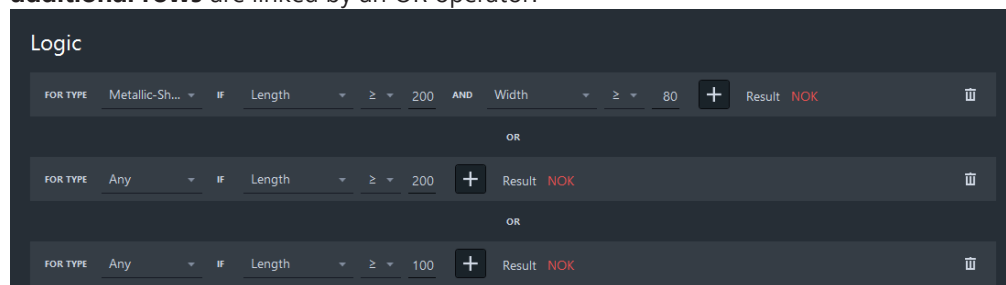 additional rows are linked by an OR operator.
Logic
FOR TYPE Metallic-Sh... IF Length ≥ 200 AND Width ≥ 80 + Result NOK
OR
FOR TYPE Any IF Length ≥ 200 + Result NOK
OR
FOR TYPE Any IF Length ≥ 100 + Result NOK